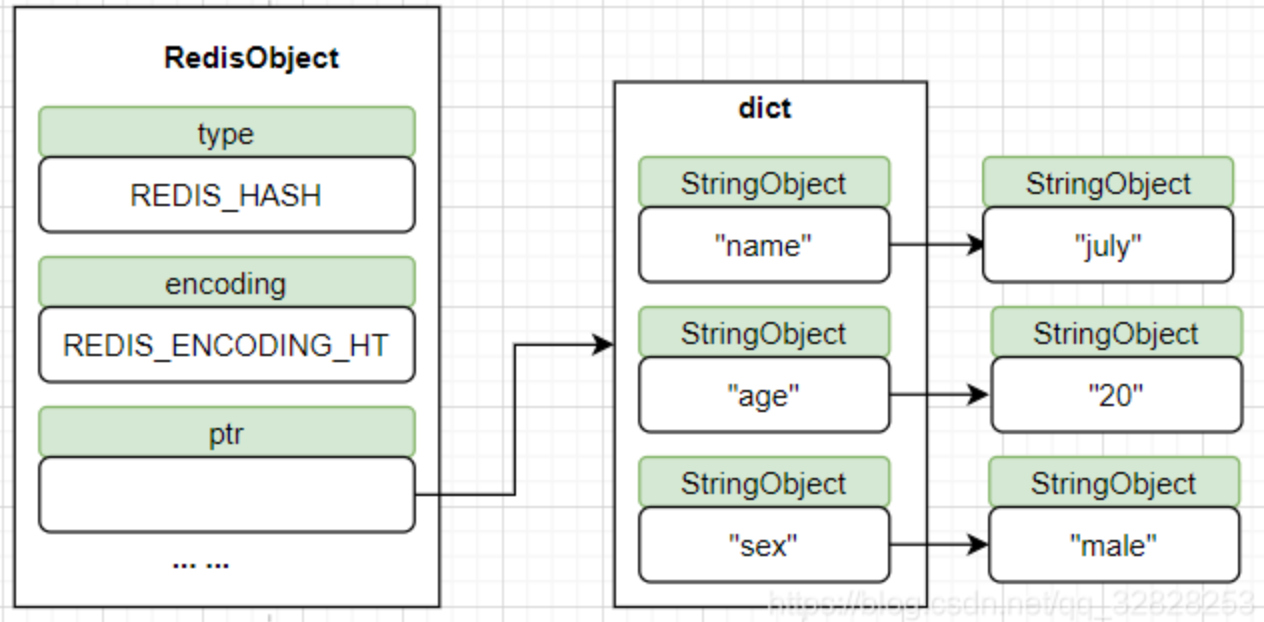 RedisObject
type
REDIS_HASH
encoding
REDIS_ENCODING_HT
ptr
... ...
dict
StringObject
"name"
StringObject
"july"
StringObject
"age"
StringObject
"20"
StringObject
"sex"
StringObject
"male"
https://blog.csdn.net/qq_32828253